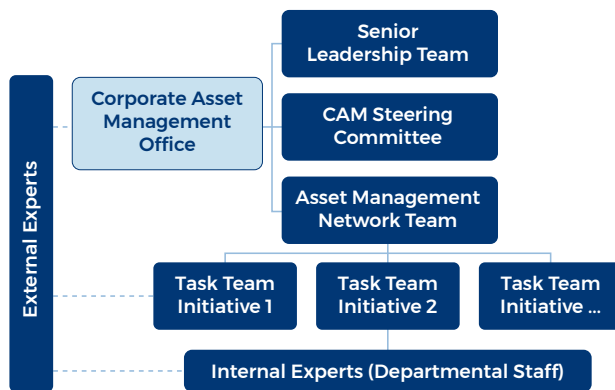 Senior
Leadership Team
Corporate Asset
Management
Office
CAM Steering
Committee
External Experts
Asset Management
Network Team
Task Team
Initiative 1
Task Team
Initiative 2
Task Team
Initiative ...
Internal Experts (Departmental Staff)